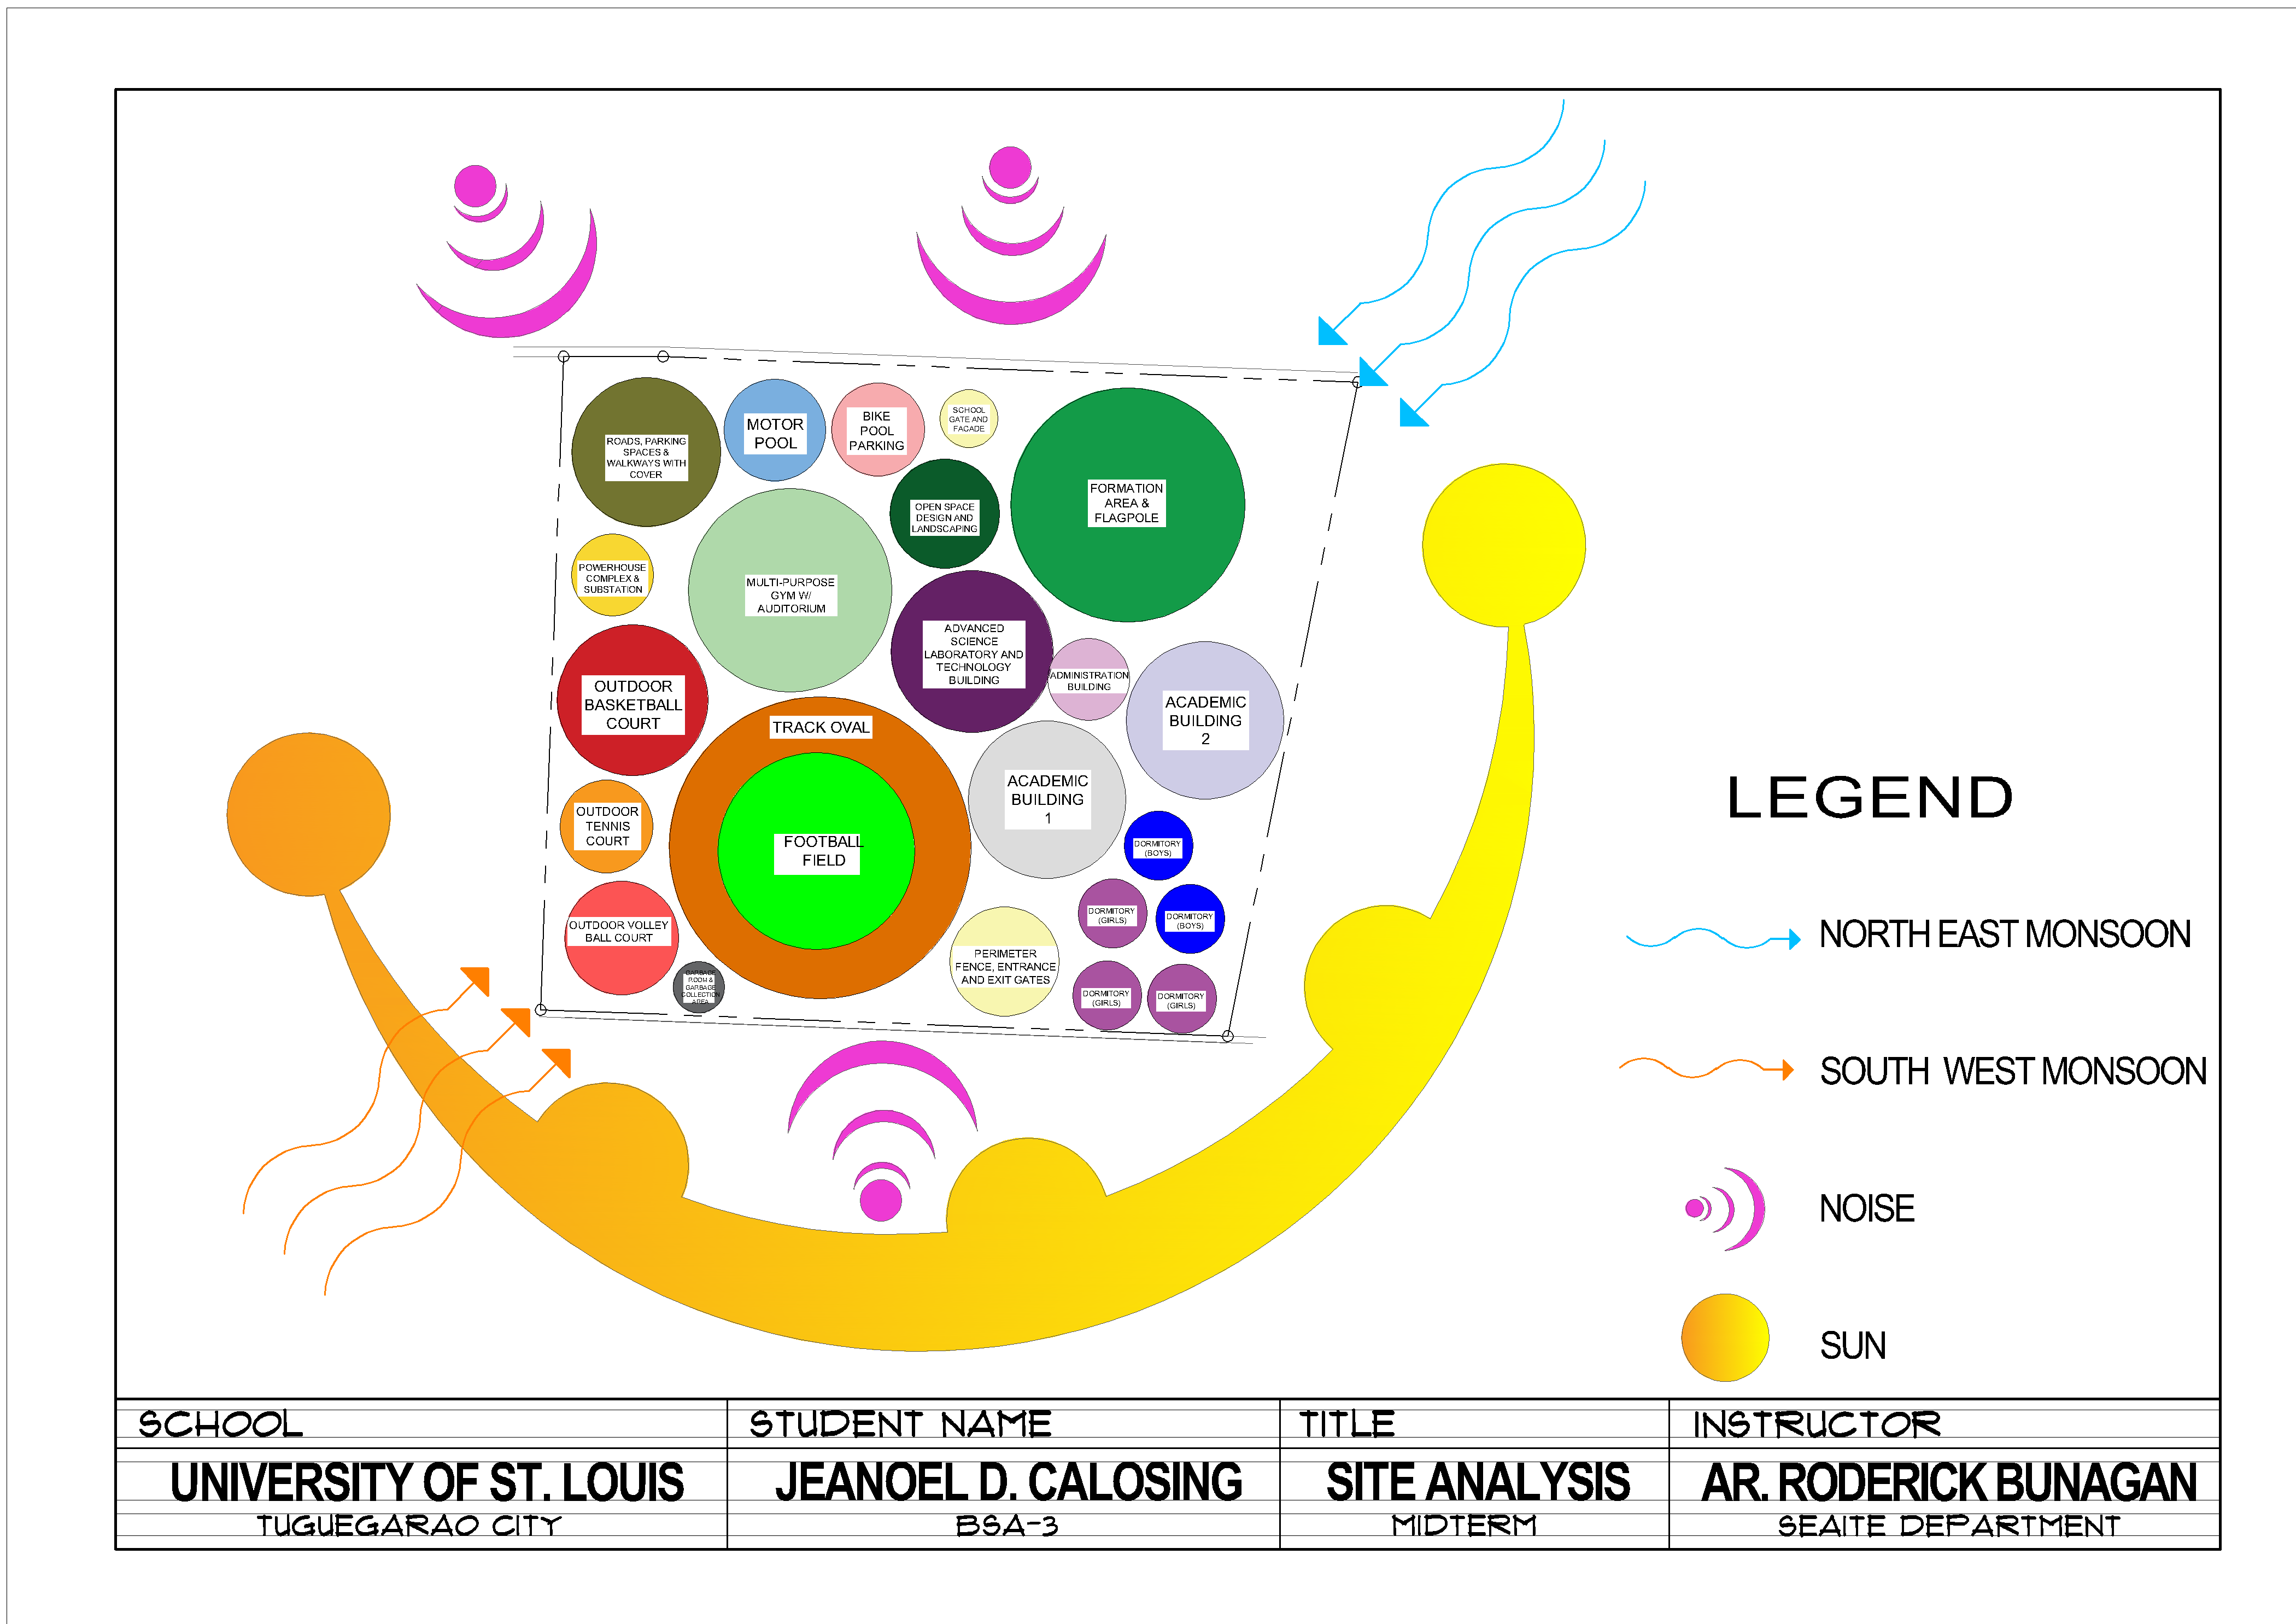 ROADS, PARKING
SPACES &
WALKWAYS WITH
COVER
MOTOR
POOL
BIKE
POOL
PARKING
SCHOOL
GATE AND
FACADE
OPEN SPACE
DESIGN AND
LANDSCAPING
FORMATION
AREA &
FLAGPOLE
POWERHOUSE
COMPLEX &
SUBSTATION
MULTI-PURPOSE
GYM W/
AUDITORIUM
ADVANCED
SCIENCE
LABORATORY AND
TECHNOLOGY
BUILDING
ADMINISTRATION
BUILDING
OUTDOOR
BASKETBALL
COURT
TRACK OVAL
ACADEMIC
BUILDING
2
ACADEMIC
BUILDING
1
OUTDOOR
TENNIS
COURT
FOOTBALL
FIELD
DORMITORY
(BOYS)
DORMITORY
(GIRLS)
DORMITORY
(BOYS)
OUTDOOR VOLLEY
BALL COURT
PERIMETER
FENCE, ENTRANCE
AND EXIT GATES
GARBAGE
ROOM &
GARBAGE
COLLECTION
AREA
DORMITORY
(GIRLS)
DORMITORY
(GIRLS)
LEGEND
NORTH EAST MONSOON
SOUTH WEST MONSOON
NOISE
SUN
SCHOOL
UNIVERSITY OF ST. LOUIS
TUGUEGARAO CITY
STUDENT NAME
JEANOEL D. CALOSING
BSA-3
TITLE
SITE ANALYSIS
MIDTERM
INSTRUCTOR
AR. RODERICK BUNAGAN
SEAITE DEPARTMENT